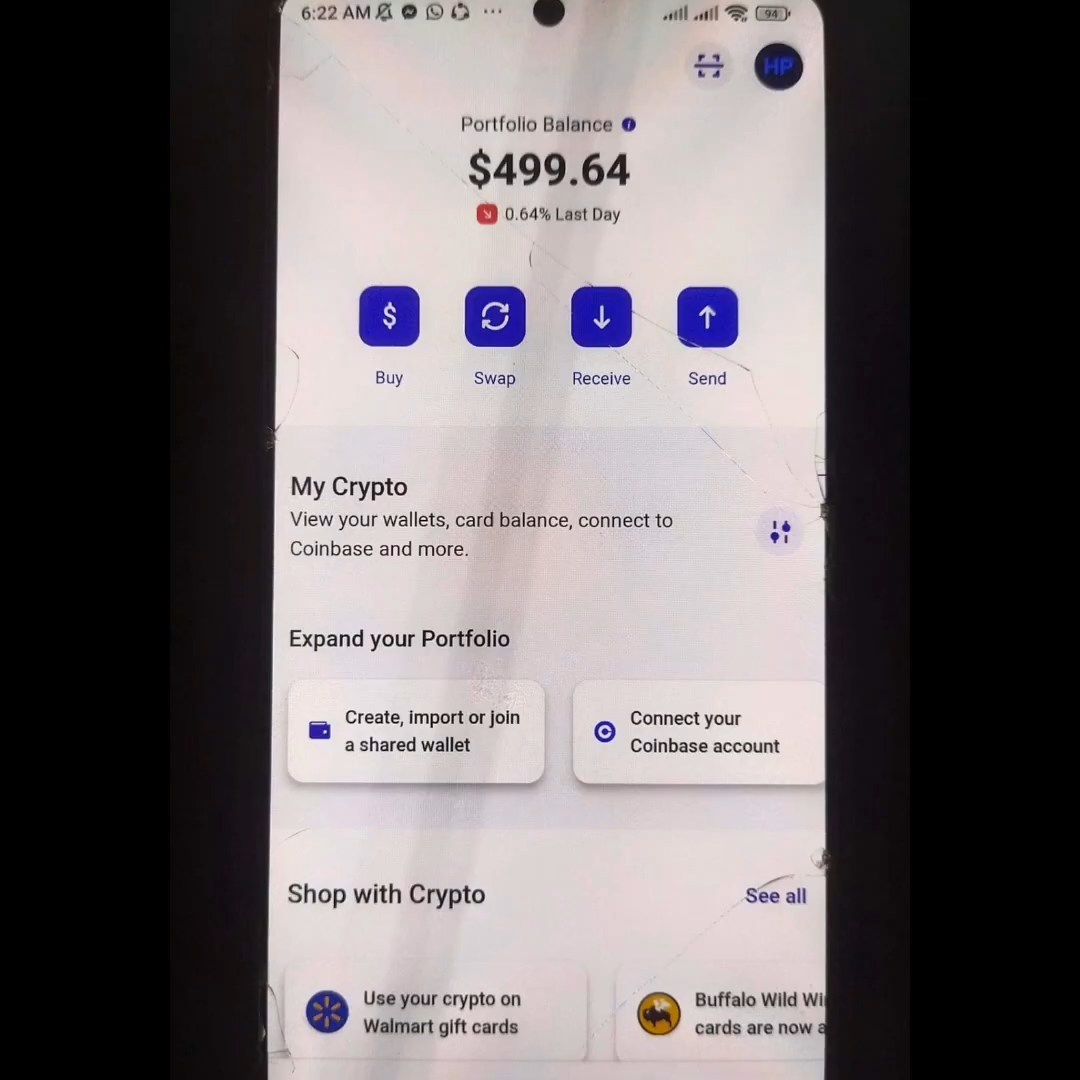 6:22 AM
94
HP
Portfolio Balance
$499.64
0.64% Last Day
Buy
Swap
Receive
Send
My Crypto
View your wallets, card balance, connect to
Coinbase and more.
Expand your Portfolio
Create, import or join
a shared wallet
Connect your
Coinbase account
Shop with Crypto
See all
Use your crypto on
Walmart gift cards
Buffalo Wild Wi
cards are now a